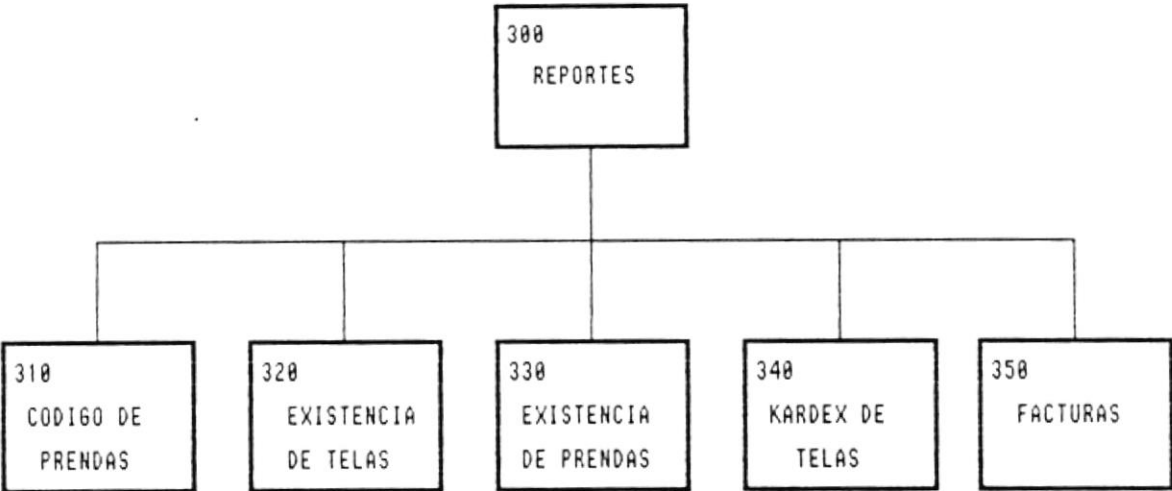 300
REPORTES
310
CODIGO DE
PRENDAS
320
EXISTENCIA
DE TELAS
330
EXISTENCIA
DE PRENDAS
340
KARDEX DE
TELAS
350
FACTURAS